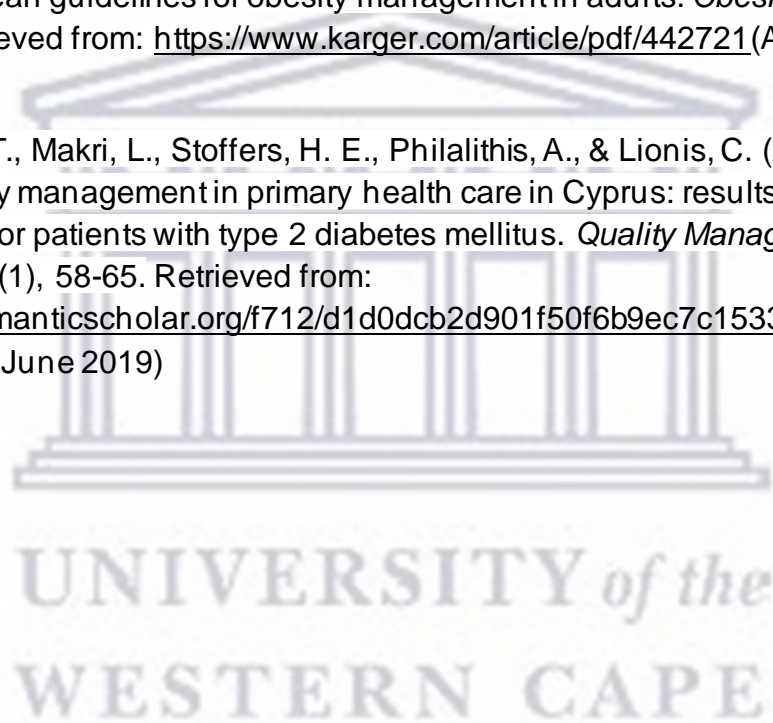 ean guidelines for obesity management in adults. Obesi
eved from: https://www.karger.com/article/pdf/442721(A
T., Makri, L., Stoffers, H. E., Philalithis, A., & Lionis, C. (
y management in primary health care in Cyprus: results
or patients with type 2 diabetes mellitus. Quality Manag
(1), 58-65. Retrieved from:
manticscholar.org/f712/d1d0dcb2d901f50f6b9ec7c1533
June 2019)
UNIVERSITY of the
WESTERN CAPE